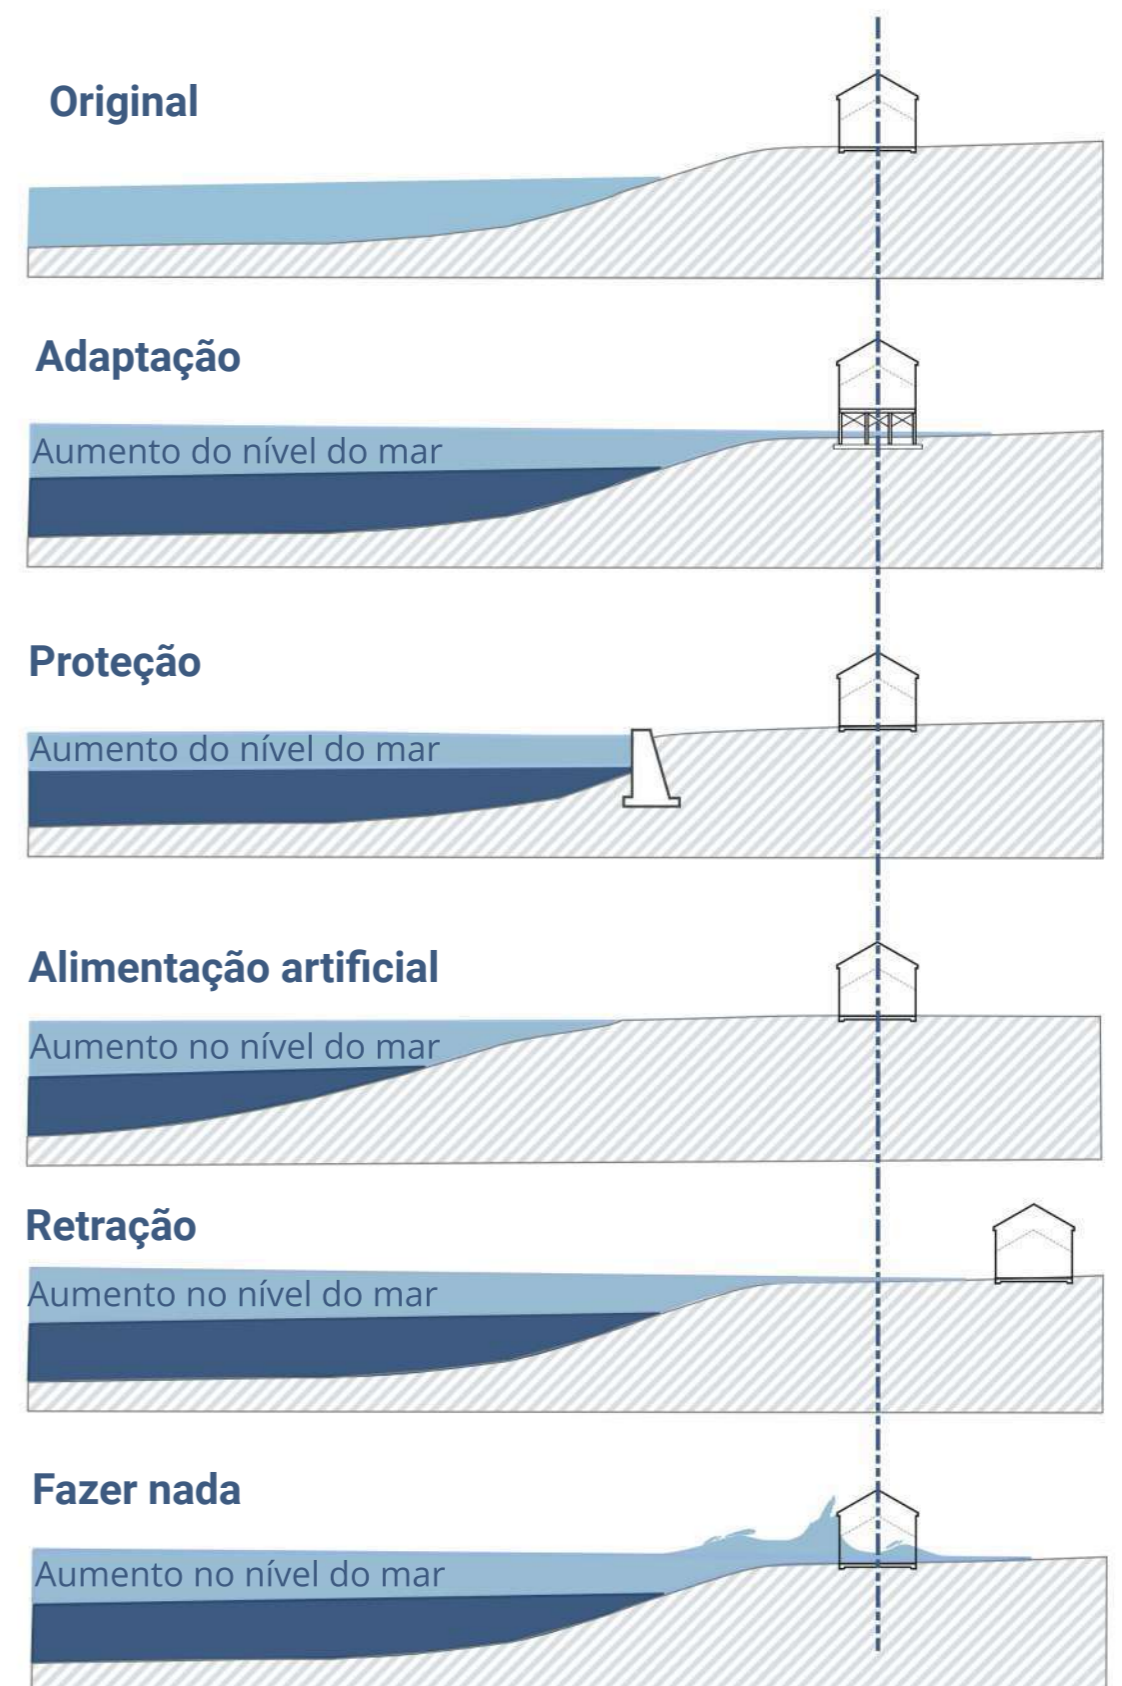 Original
Adaptação
Aumento do nível do mar
Proteção
Aumento do nível do mar
Alimentação artificial
Aumento no nível do mar
Retração
Aumento no nível do mar
Fazer nada
Aumento no nível do mar